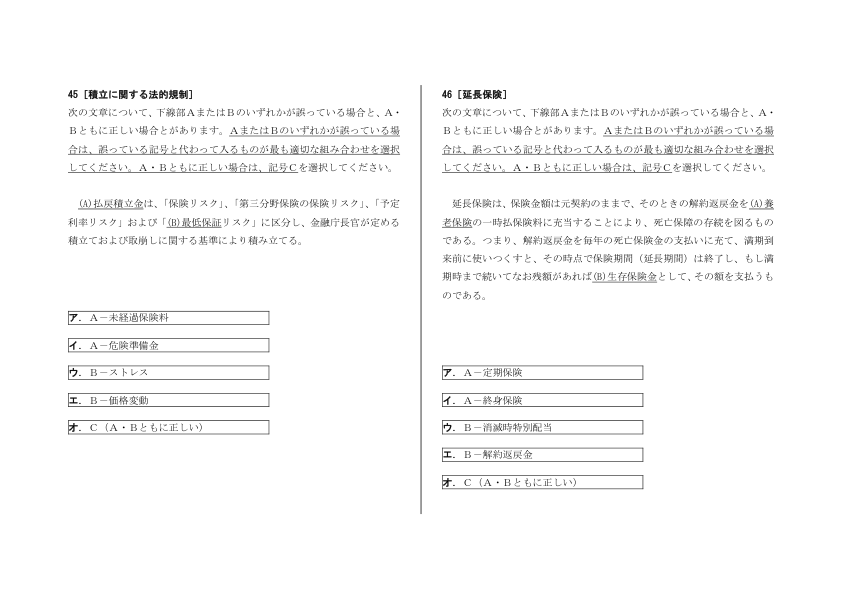 45［積立に関する法的規制］
次の文章について、下線部ＡまたはＢのいずれかが誤っている場合と、Ａ・
Ｂともに正しい場合とがあります。ＡまたはＢのいずれかが誤っている場
合は、誤っている記号と代わって入るものが最も適切な組み合わせを選択
してください。Ａ・Ｂともに正しい場合は、記号Ｃを選択してください。
(A)払戻積立金は、「保険リスク」、「第三分野保険の保険リスク」、「予定
利率リスク」および「(B)最低保証リスク」に区分し、金融庁長官が定める
積立ておよび取崩しに関する基準により積み立てる。
ア．Ａ－未経過保険料
イ．Ａ－危険準備金
ウ．Ｂ－ストレス
エ．Ｂ－価格変動
オ．Ｃ（Ａ・Ｂともに正しい）
46［延長保険］
次の文章について、下線部ＡまたはＢのいずれかが誤っている場合と、Ａ・
Ｂともに正しい場合とがあります。ＡまたはＢのいずれかが誤っている場
合は、誤っている記号と代わって入るものが最も適切な組み合わせを選択
してください。Ａ・Ｂともに正しい場合は、記号Ｃを選択してください。
延長保険は、保険金額は元契約のままで、そのときの解約返戻金を(A)養
老保険の一時払保険料に充当することにより、死亡保障の存続を図るもの
である。つまり、解約返戻金を毎年の死亡保険金の支払いに充て、満期到
来前に使いつくすと、その時点で保険期間（延長期間）は終了し、もし満
期時まで続いてなお残額があれば(B)生存保険金として、その額を支払うも
のである。
ア．Ａ－定期保険
イ．Ａ－終身保険
ウ．Ｂ－消滅時特別配当
エ．Ｂ－解約返戻金
オ．Ｃ（Ａ・Ｂともに正しい）